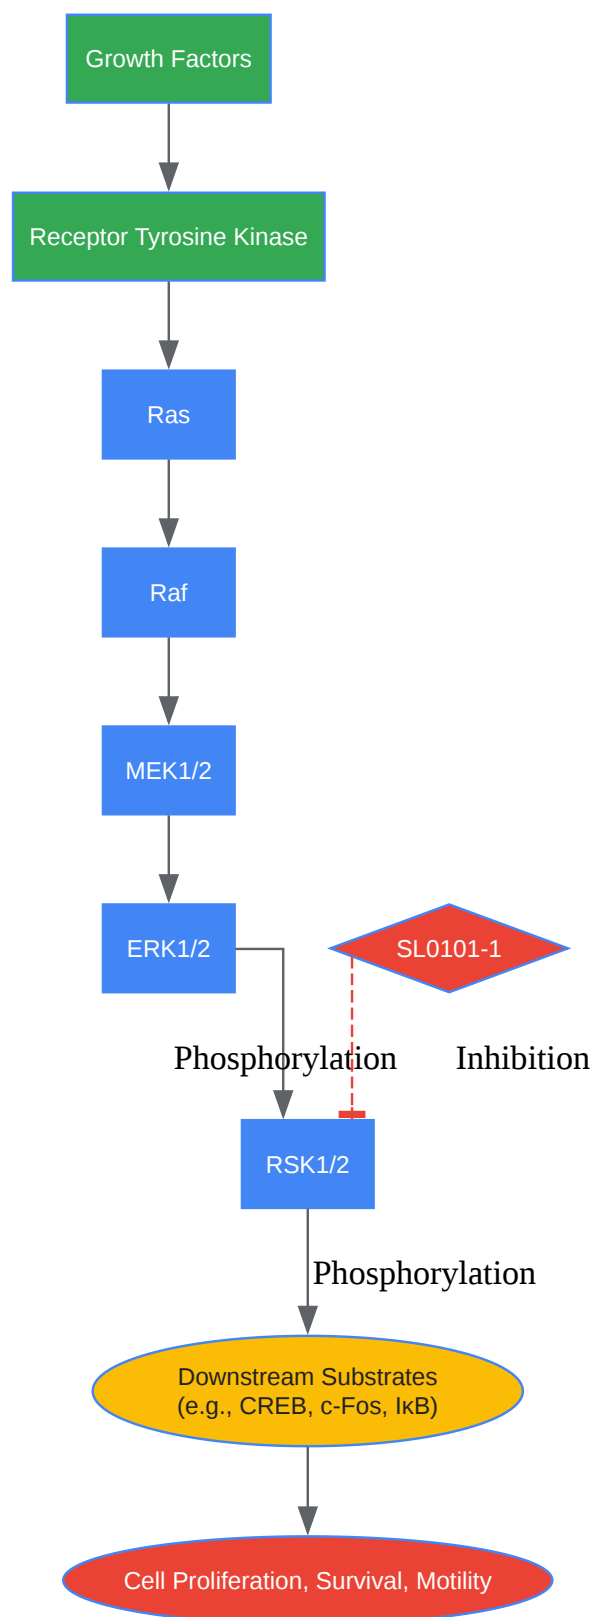 Growth Factors
Receptor Tyrosine Kinase
Ras
Raf
MEK1/2
ERK1/2
SL0101-1
Phosphorylation
Inhibition
RSK1/2
Phosphorylation
Downstream Substrates
(e.g., CREB, c-Fos, IκB)
Cell Proliferation, Survival, Motility